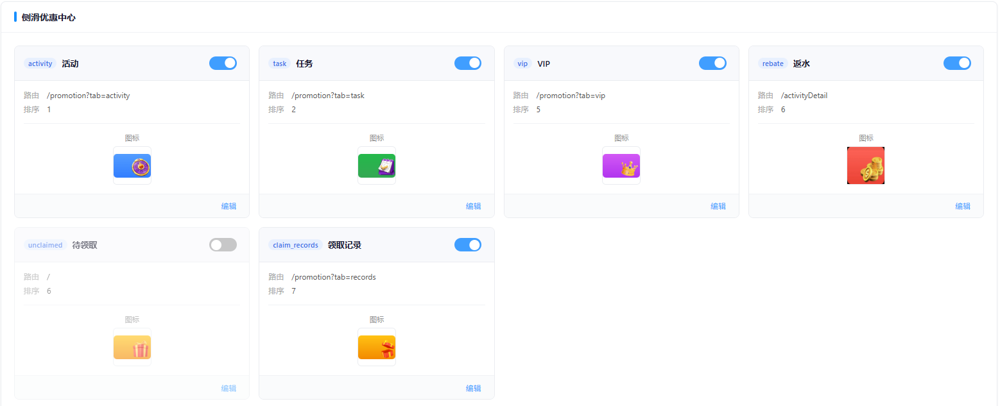 侧滑优惠中心
activity 活动
路由 /promotion?tab=activity
排序 1
图标
编辑
task 任务
路由 /promotion?tab=task
排序 2
图标
编辑
vip VIP
路由 /promotion?tab=vip
排序 5
图标
编辑
rebate 返水
路由 /activityDetail
排序 6
图标
编辑
unclaimed 待领取
路由 /
排序 6
图标
编辑
claim_records 领取记录
路由 /promotion?tab=records
排序 7
图标
编辑